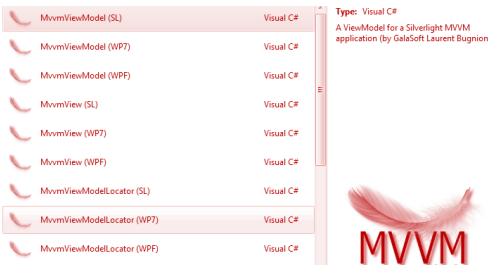 MvvmViewModel (SL) Visual C#
MvvmViewModel (WP7) Visual C#
MvvmViewModel (WPF) Visual C#
MvvmView (SL) Visual C#
MvvmView (WP7) Visual C#
MvvmView (WPF) Visual C#
MvvmViewModelLocator (SL) Visual C#
MvvmViewModelLocator (WP7) Visual C#
MvvmViewModelLocator (WPF) Visual C#
Type: Visual C#
A ViewModel for a Silverlight MVVM
application (by GalaSoft Laurent Bugnion
MVVM